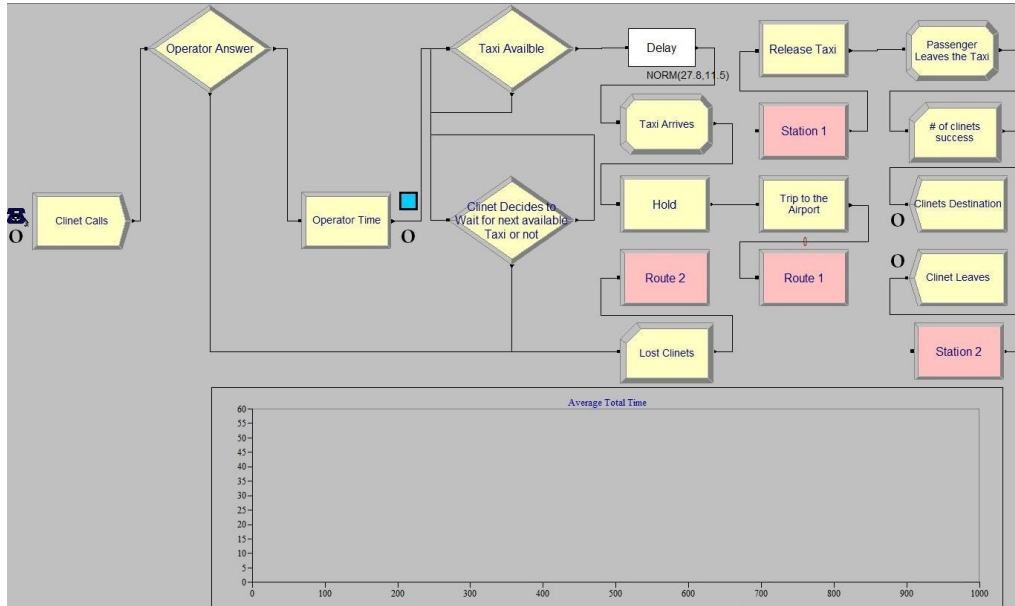 Operator Answer
Taxi Availble
Delay
NORM(27.8,11.5)
Release Taxi
Passenger
Leaves the Taxi
Taxi Arrives
Station 1
# of clinets
success
Clinet Calls
O
Operator Time
O
Clinet Decides to
Wait for next available
Taxi or not
Hold
Trip to the
Airport
Clinets Destination
O
Route 2
Route 1
O
Clinet Leaves
Lost Clinets
Station 2
Average Total Time
60
55
50
45
40
35
30
25
20
15
10
5
0
0 100 200 300 400 500 600 700 800 900 1000